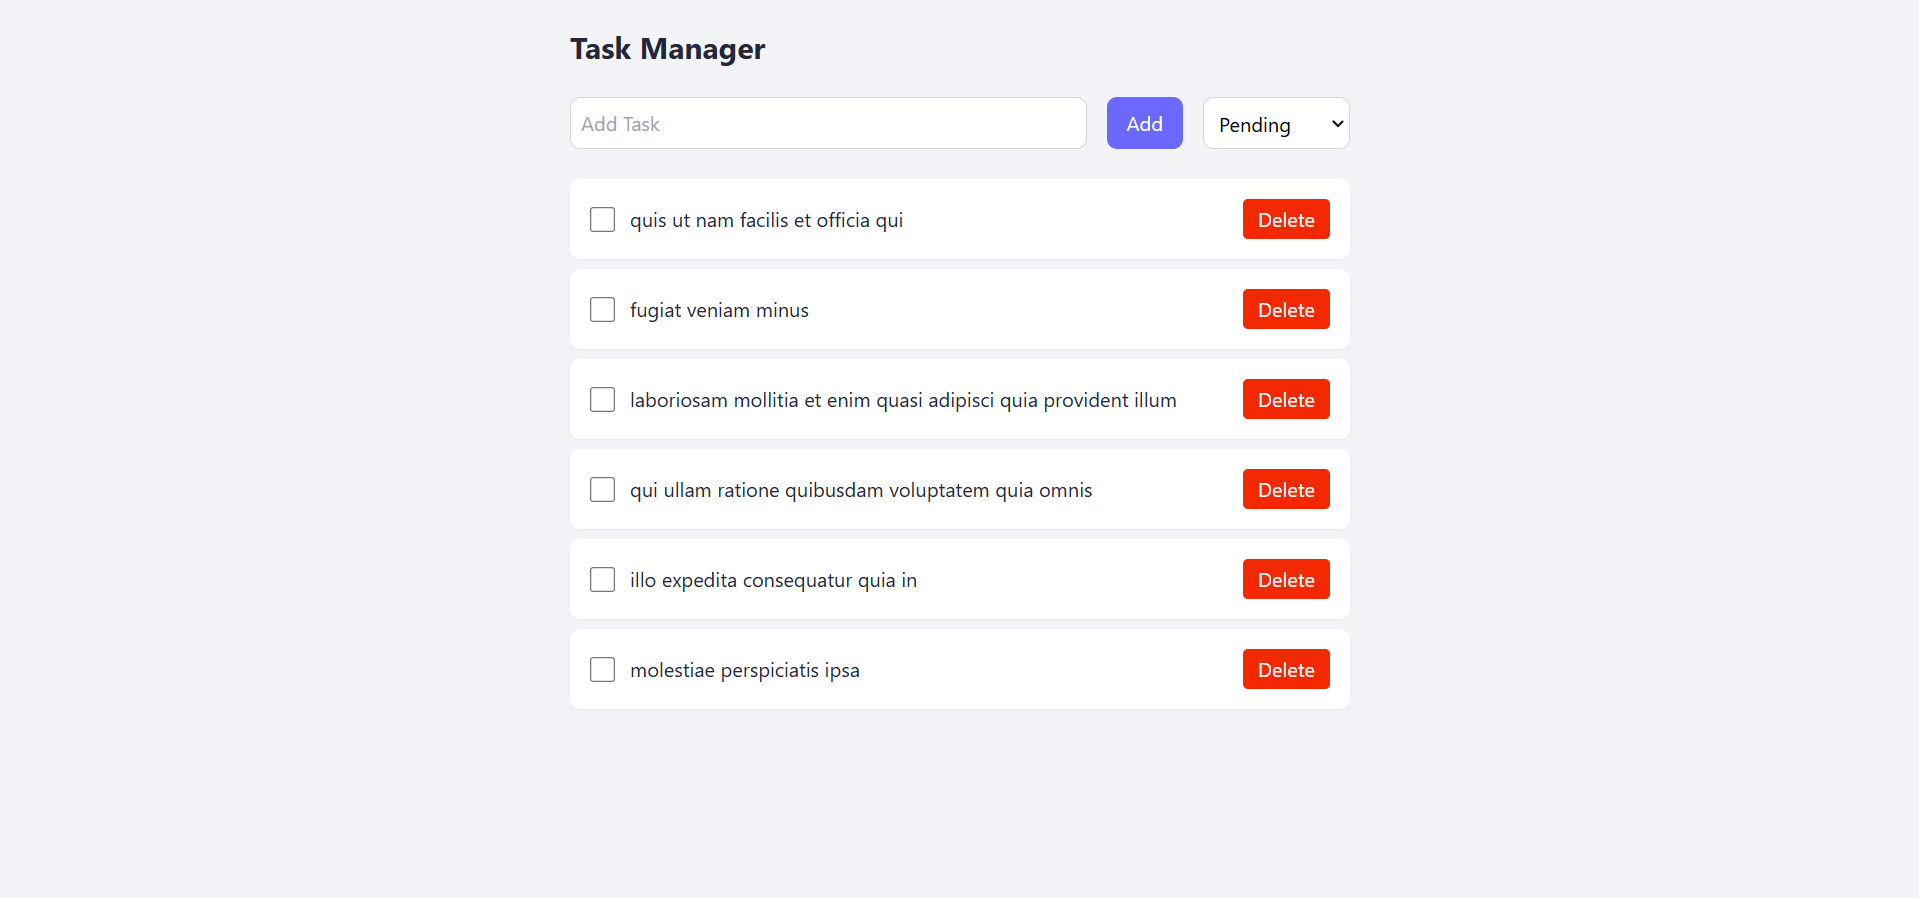 Task Manager
Add Task
Add
Pending
quis ut nam facilis et officia qui
Delete
fugiat veniam minus
Delete
laboriosam mollitia et enim quasi adipisci quia provident illum
Delete
qui ullam ratione quibusdam voluptatem quia omnis
Delete
illo expedita consequatur quia in
Delete
molestiae perspiciatis ipsa
Delete